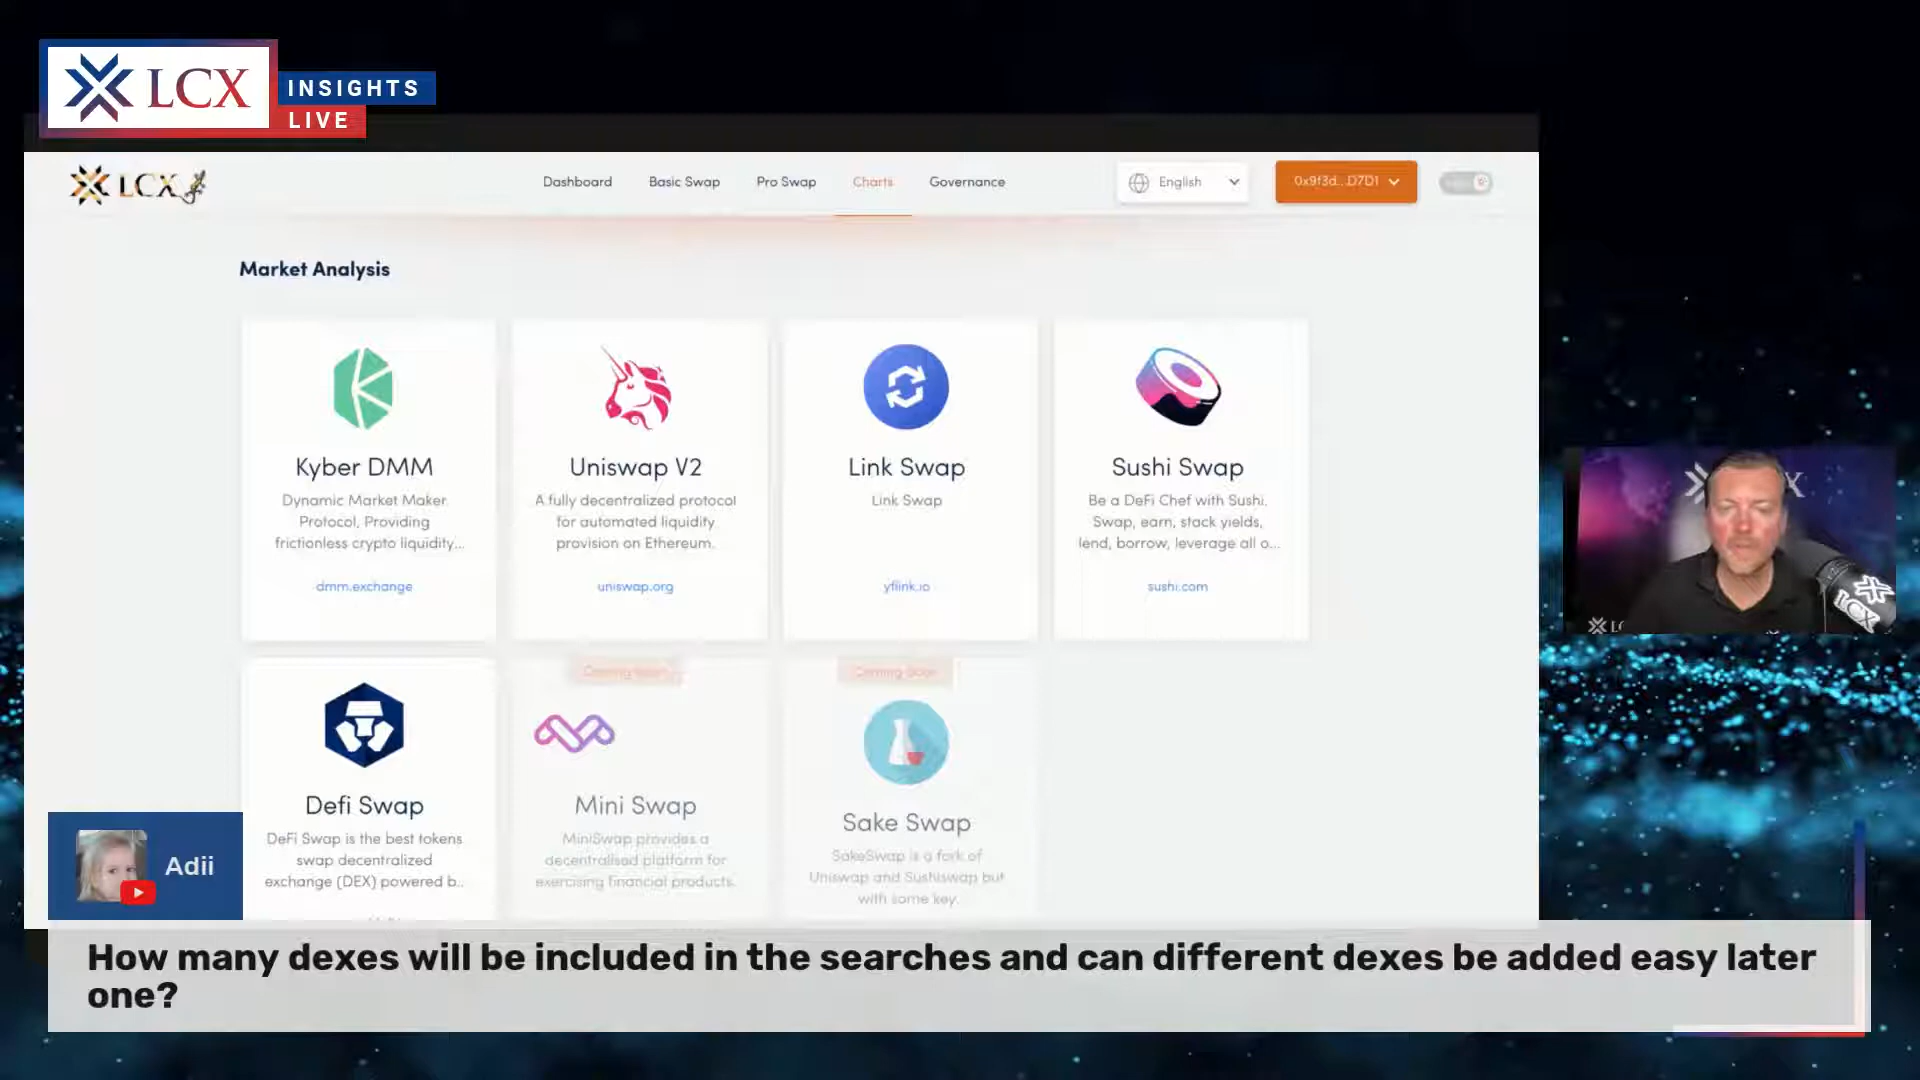 LCX
INSIGHTS
LIVE
LCX
Dashboard
Basic Swap
Pro Swap
Charts
Governance
English
0x9f3d...D7D1
Market Analysis
Kyber DMM
Dynamic Market Maker
Protocol, Providing
frictionless crypto liquidity...
dmm.exchange
Uniswap V2
A fully decentralized protocol
for automated liquidity
provision on Ethereum.
uniswap.org
Link Swap
Link Swap
yflink.io
Sushi Swap
Be a DeFi Chef with Sushi.
Swap, earn, stack yields,
lend, borrow, leverage all o...
sushi.com
Defi Swap
DeFi Swap is the best tokens
swap decentralized
exchange (DEX) powered b..
Coming Soon
Mini Swap
MiniSwap provides a
decentralised platform for
exercising financial products.
Coming Soon
Sake Swap
SakeSwap is a fork of
Uniswap and Sushiswap but
with some key.
X
LCX
Adii
How many dexes will be included in the searches and can different dexes be added easy later
one?